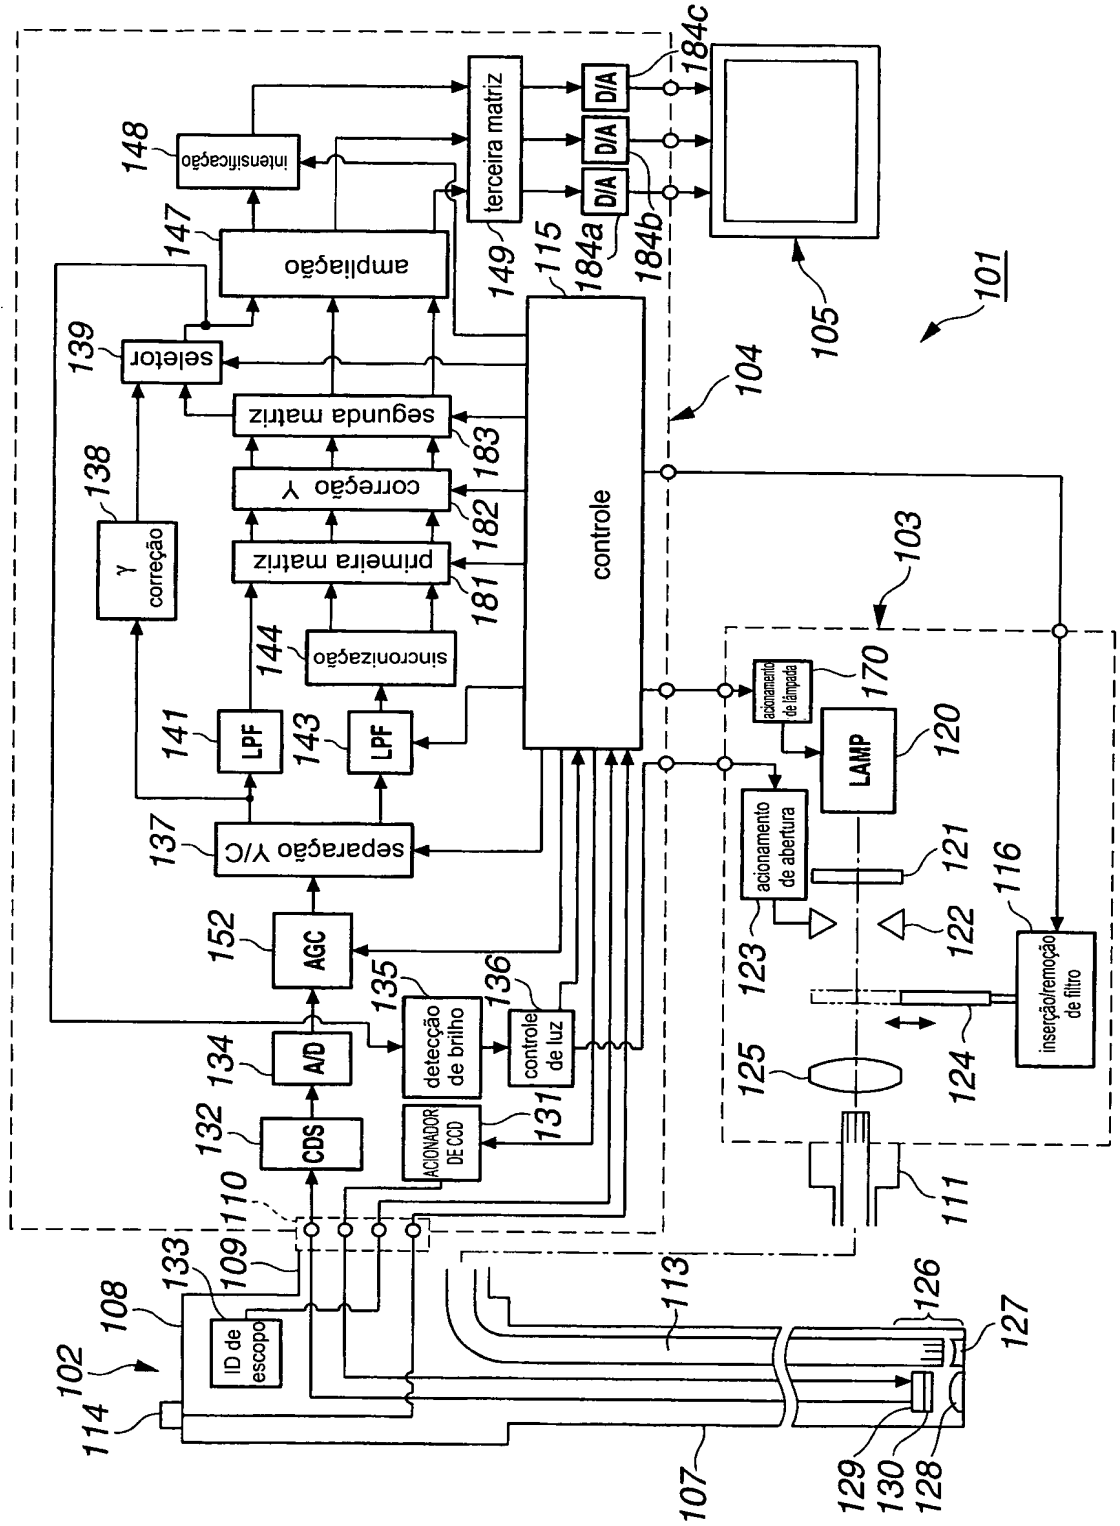 102
114
108
133
ID de
escopo
109
110
132
CDS
134
A/D
152
AGC
137
separação Y/C
141
LPF
143
LPF
138
γ
correção
144
sincronização
181
primeira matriz
182
correção Y
183
segunda matriz
139
seletor
147
ampliação
148
intensificação
149
terceira matriz
184a
D/A
184b
D/A
184c
D/A
115
controle
135
detecção
de brilho
136
controle
de luz
131
ACIONADOR
DE CCD
104
105
101
103
170
acionamento
de lâmpada
120
LAMP
123
acionamento
de abertura
121
122
116
inserção/remoção
de filtro
124
125
111
113
126
127
107
129
130
128